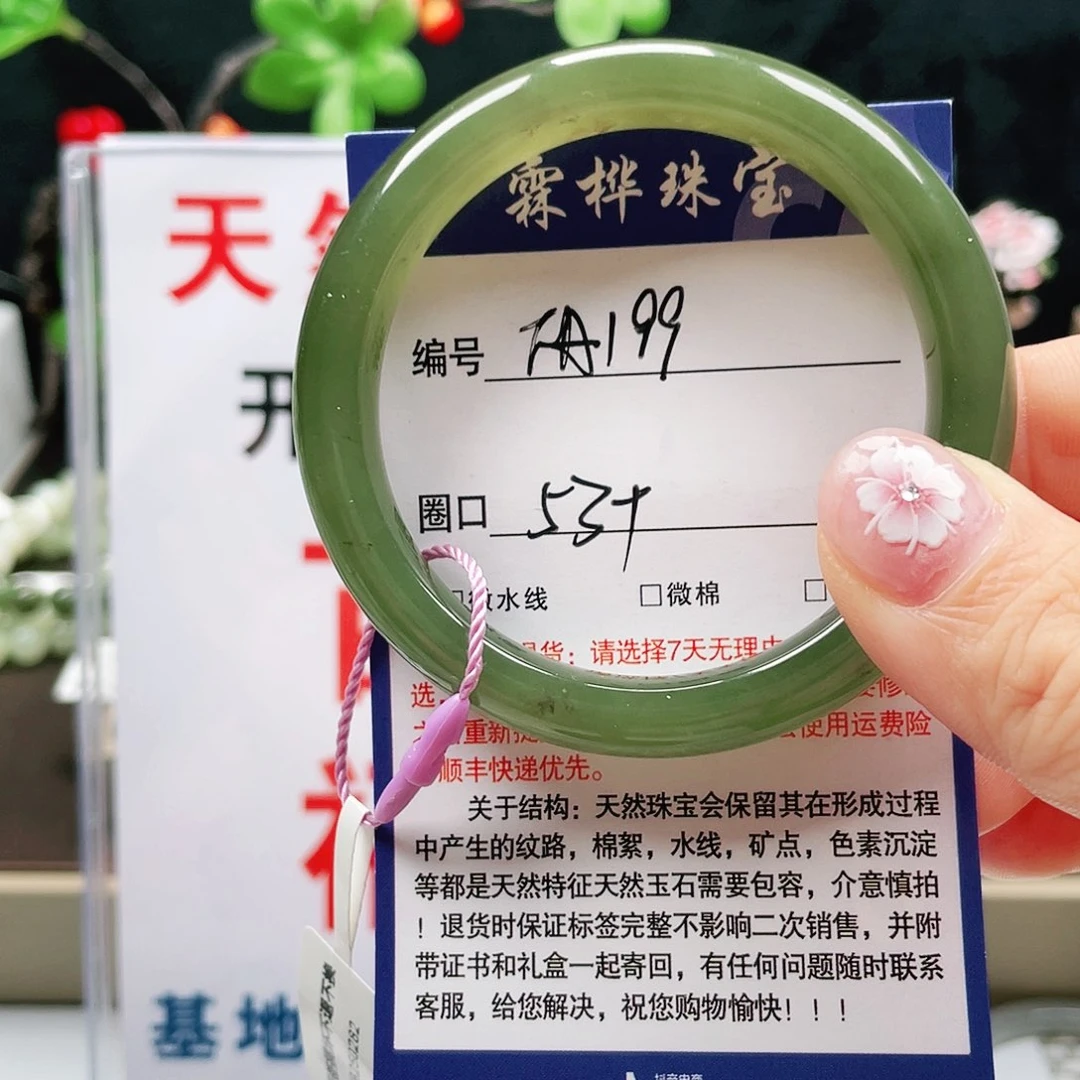 霖桦珠宝
编号 TA199
圈口 53+
水线 □微棉 □
货：请选择7天无理由
选，
重新 使用运费险
顺丰快递优先。
关于结构：天然珠宝会保留其在形成过程
中产生的纹路，棉絮，水线，矿点，色素沉淀
等都是天然特征天然玉石需要包容，介意慎拍
！退货时保证标签完整不影响二次销售，并附
带证书和礼盒一起寄回，有任何问题随时联系
客服，给您解决，祝您购物愉快！！！
天
开
基地